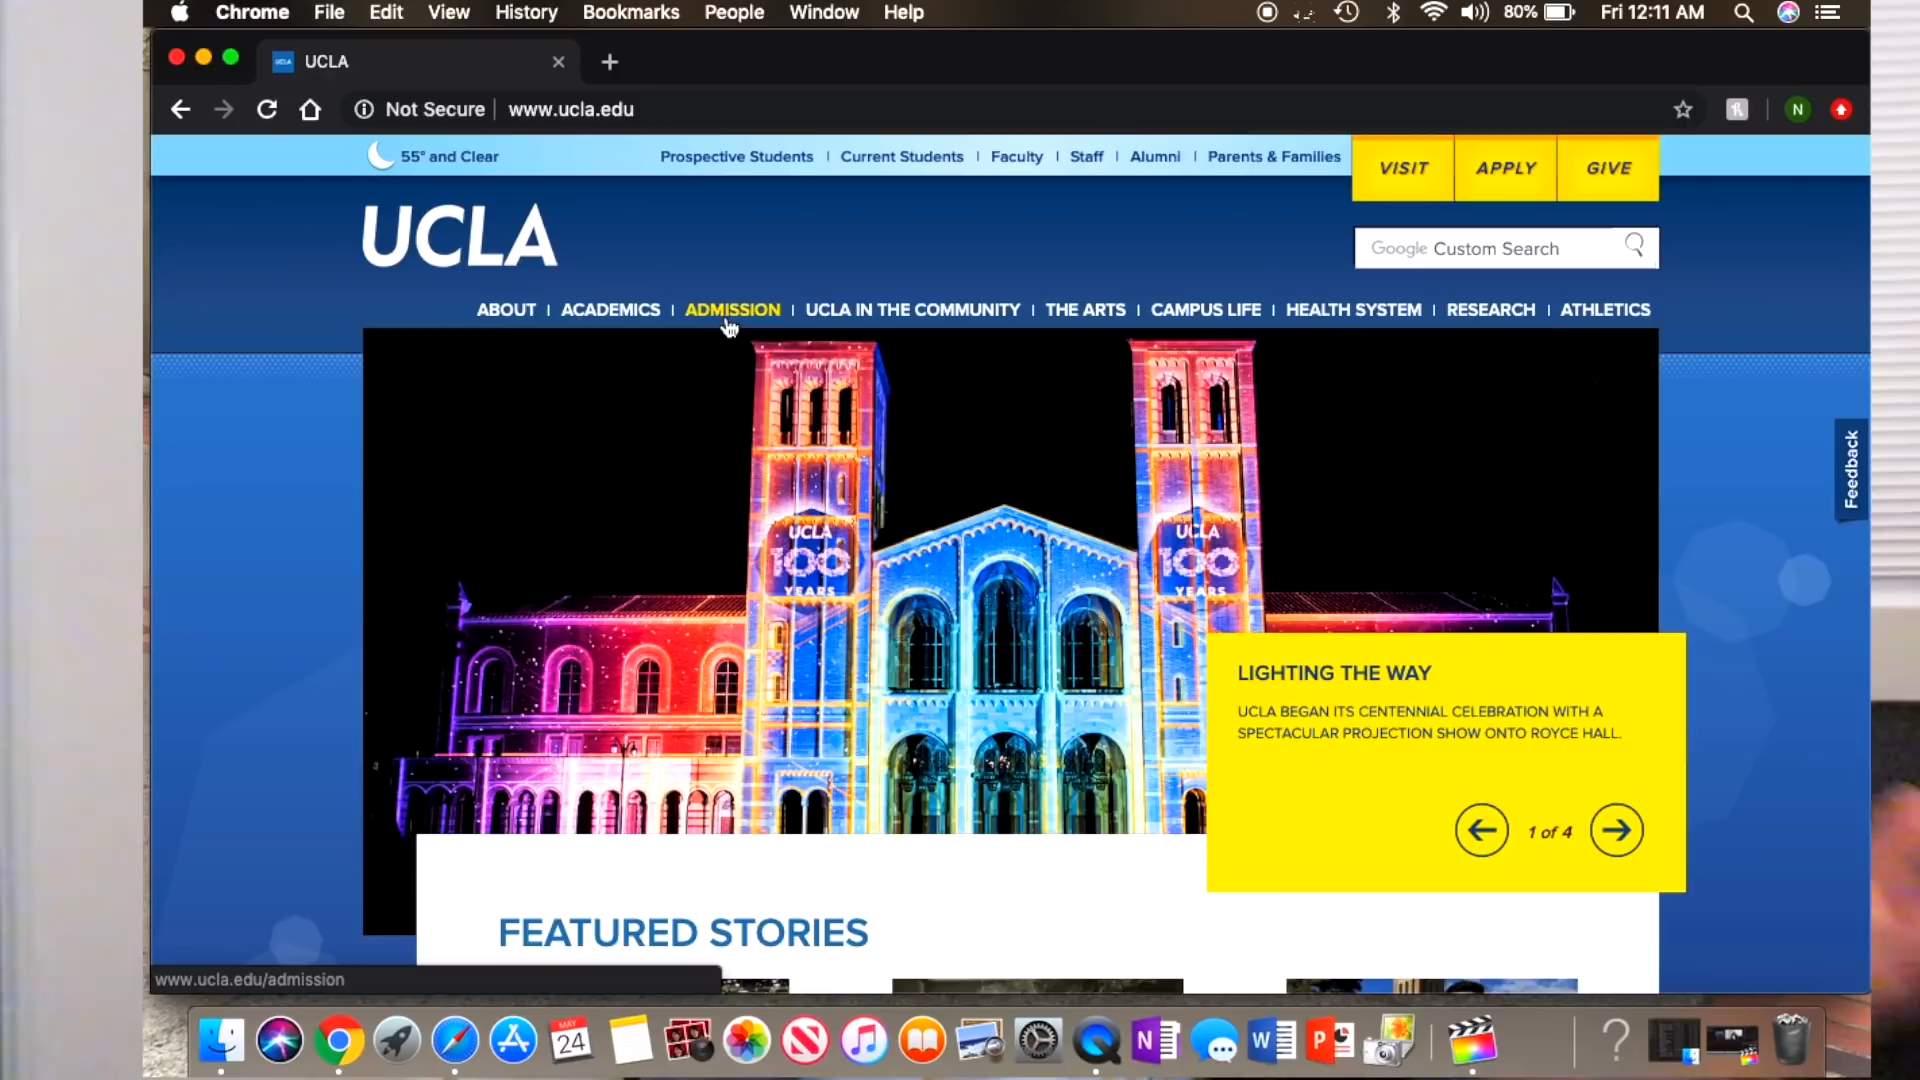 Chrome File Edit View History Bookmarks People Window Help 80% Fri 12:11 AM
UCLA UCLA
N
Not Secure www.ucla.edu
55° and Clear
Prospective Students Current Students Faculty Staff Alumni Parents & Families
VISIT APPLY GIVE
UCLA
Google Custom Search
ABOUT ACADEMICS ADMISSION UCLA IN THE COMMUNITY THE ARTS CAMPUS LIFE HEALTH SYSTEM RESEARCH ATHLETICS
Feedback
UCLA 100 YEARS
UCLA 100 YEARS
LIGHTING THE WAY
UCLA BEGAN ITS CENTENNIAL CELEBRATION WITH A
SPECTACULAR PROJECTION SHOW ONTO ROYCE HALL.
1 of 4
FEATURED STORIES
www.ucla.edu/admission
MAY
24
N
W
P
?